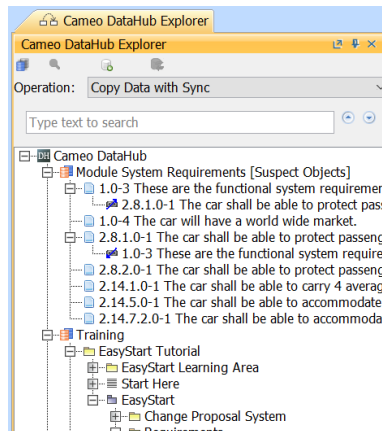 Cameo DataHub Explorer
Cameo DataHub Explorer
Operation: Copy Data with Sync
Type text to search
DH Cameo DataHub
Module System Requirements [Suspect Objects]
1.0-3 These are the functional system requiremen
2.8.1.0-1 The car shall be able to protect pas
1.0-4 The car will have a world wide market.
2.8.1.0-1 The car shall be able to protect passeng
1.0-3 These are the functional system require
2.8.2.0-1 The car shall be able to protect passeng
2.14.1.0-1 The car shall be able to carry 4 averag
2.14.5.0-1 The car shall be able to accommodate
2.14.7.2.0-1 The car shall be able to accommoda
Training
EasyStart Tutorial
EasyStart Learning Area
Start Here
EasyStart
Change Proposal System
Requirements